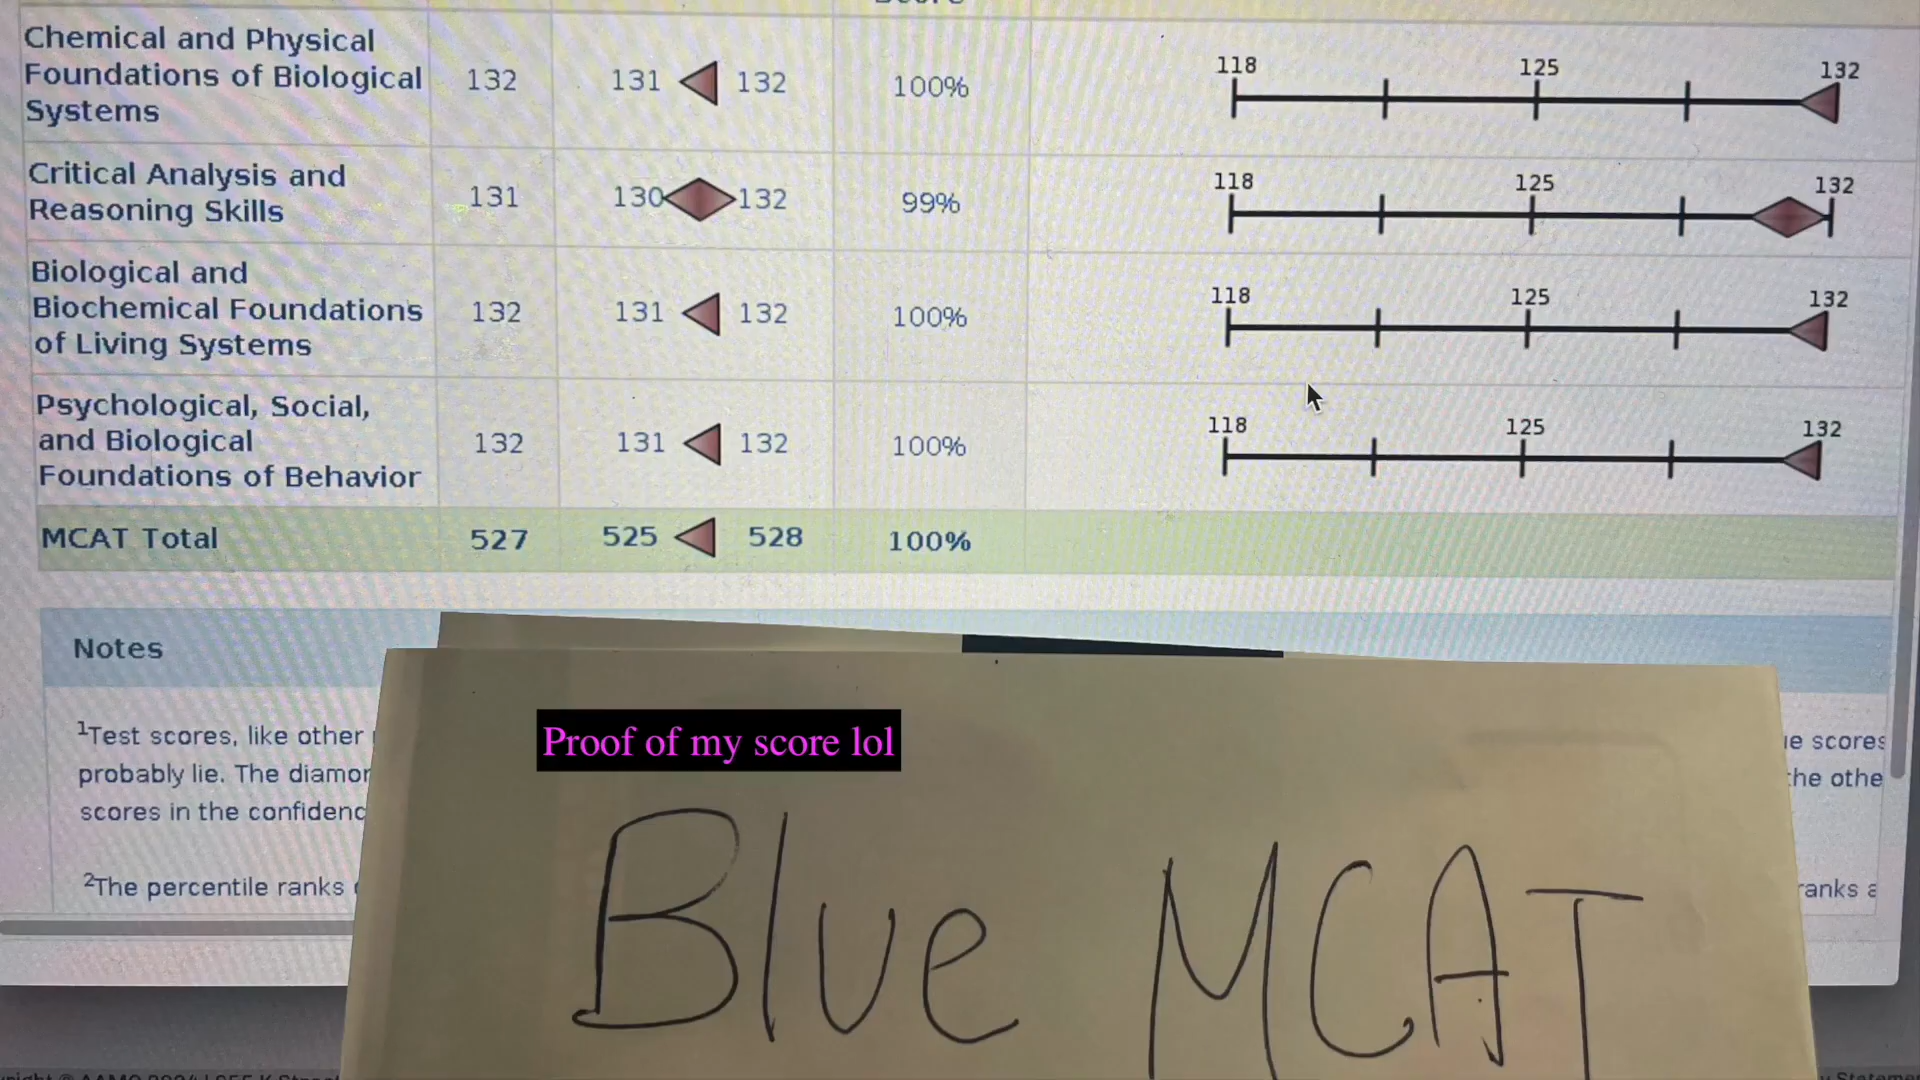 Chemical and Physical
Foundations of Biological
Systems
132
131 132
100%
118 125 132
Critical Analysis and
Reasoning Skills
131
130 132
99%
118 125 132
Biological and
Biochemical Foundations
of Living Systems
132
131 132
100%
118 125 132
Psychological, Social,
and Biological
Foundations of Behavior
132
131 132
100%
118 125 132
MCAT Total
527
525 528
100%
Notes
1Test scores, like other
probably lie. The diamon
scores in the confidenc
scores
the othe
2The percentile ranks
ranks a
Proof of my score lol
Blue MCAT